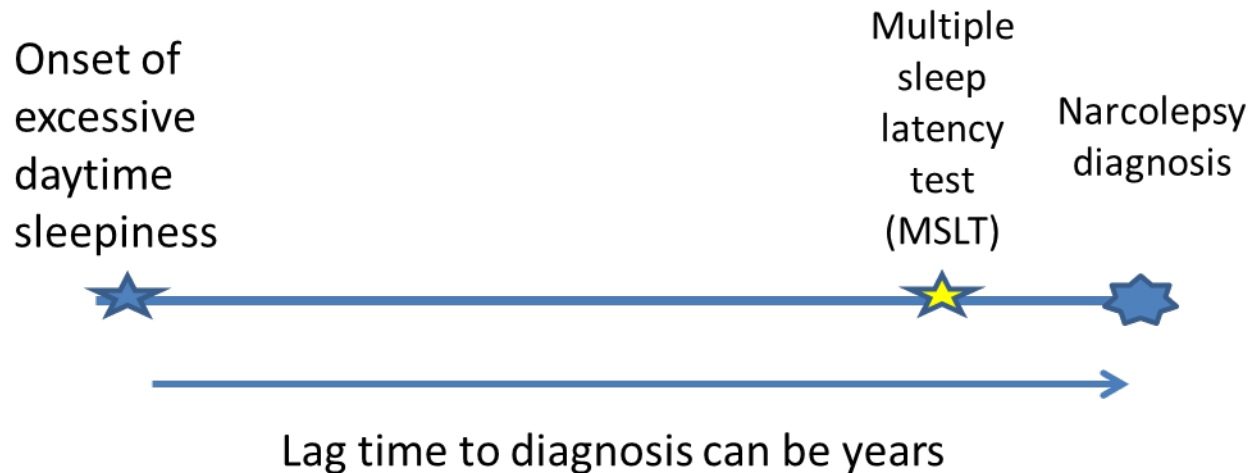 Onset of
excessive
daytime
sleepiness
Multiple
sleep
latency
test
(MSLT)
Narcolepsy
diagnosis
Lag time to diagnosis can be years